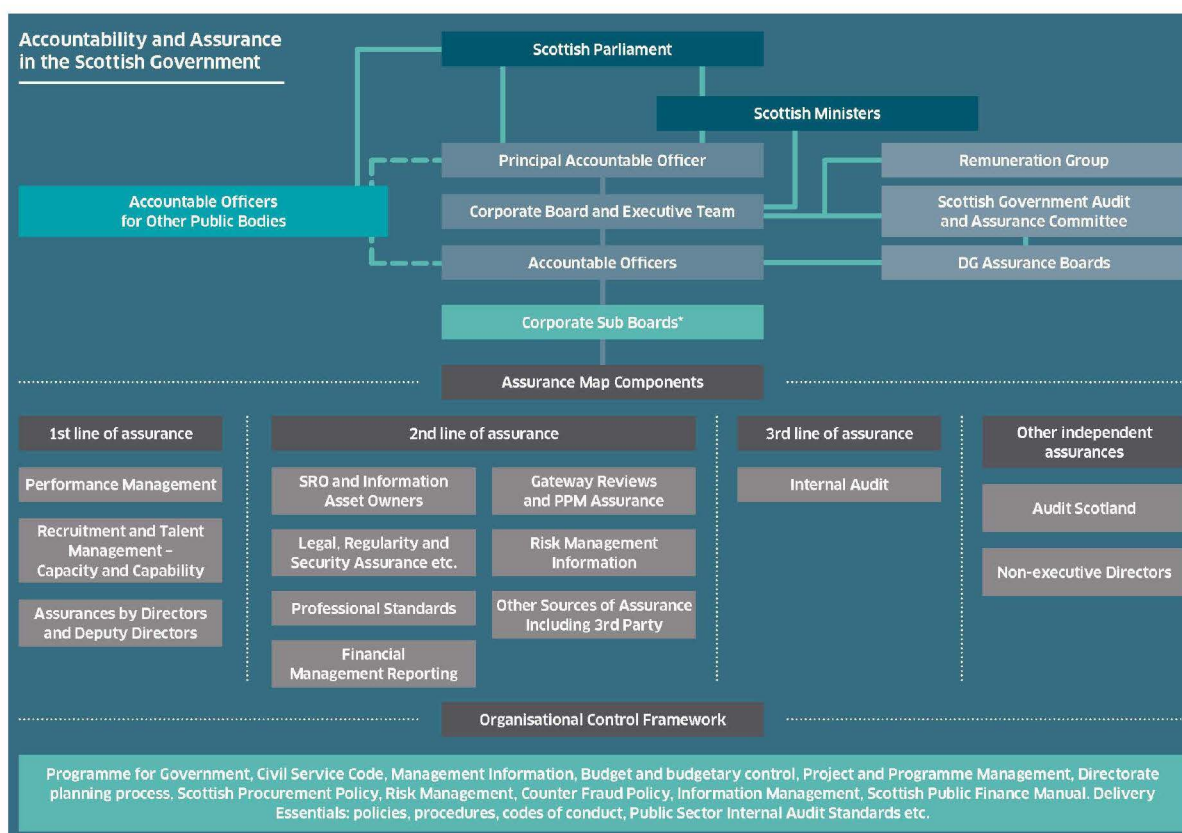 Accountability and Assurance
in the Scottish Government
Scottish Parliament
Scottish Ministers
Principal Accountable Officer
Remuneration Group
Accountable Officers
for Other Public Bodies
Corporate Board and Executive Team
Scottish Government Audit
and Assurance Committee
Accountable Officers
DG Assurance Boards
Corporate Sub Boards*
Assurance Map Components
1st line of assurance
Performance Management
Recruitment and Talent
Management –
Capacity and Capability
Assurances by Directors
and Deputy Directors
2nd line of assurance
SRO and Information
Asset Owners
Legal, Regularity and
Security Assurance etc.
Professional Standards
Financial
Management Reporting
Gateway Reviews
and PPM Assurance
Risk Management
Information
Other Sources of Assurance
Including 3rd Party
3rd line of assurance
Internal Audit
Other independent
assurances
Audit Scotland
Non-executive Directors
Organisational Control Framework
Programme for Government, Civil Service Code, Management Information, Budget and budgetary control, Project and Programme Management, Directorate
planning process, Scottish Procurement Policy, Risk Management, Counter Fraud Policy, Information Management, Scottish Public Finance Manual. Delivery
Essentials: policies, procedures, codes of conduct, Public Sector Internal Audit Standards etc.